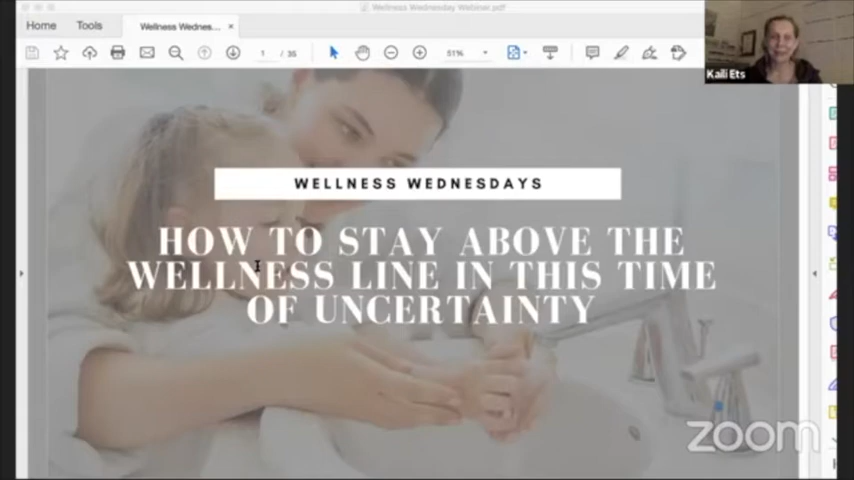 Wellness Wednesday Webinar.pdf
Home Tools Wellness Wednes... ×
1 / 35 51%
Kaili Ets
WELLNESS WEDNESDAYS
HOW TO STAY ABOVE THE
WELLNESS LINE IN THIS TIME
OF UNCERTAINTY
zoom